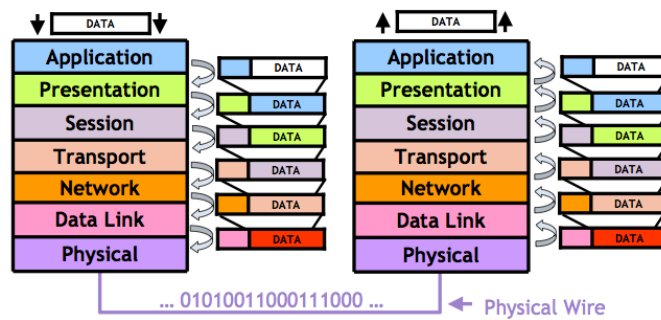 DATA
Application
Presentation
Session
Transport
Network
Data Link
Physical
DATA
DATA
DATA
DATA
DATA
DATA
DATA
Application
Presentation
Session
Transport
Network
Data Link
Physical
DATA
DATA
DATA
DATA
DATA
DATA
... 01010011000111000 ...
Physical Wire